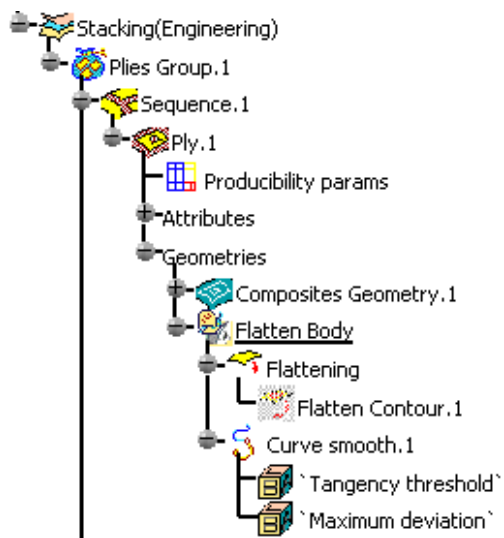 Stacking(Engineering)
Plies Group.1
Sequence.1
Ply.1
Producibility params
Attributes
Geometries
Composites Geometry.1
Flatten Body
Flattening
Flatten Contour.1
Curve smooth.1
`Tangency threshold`
`Maximum deviation`